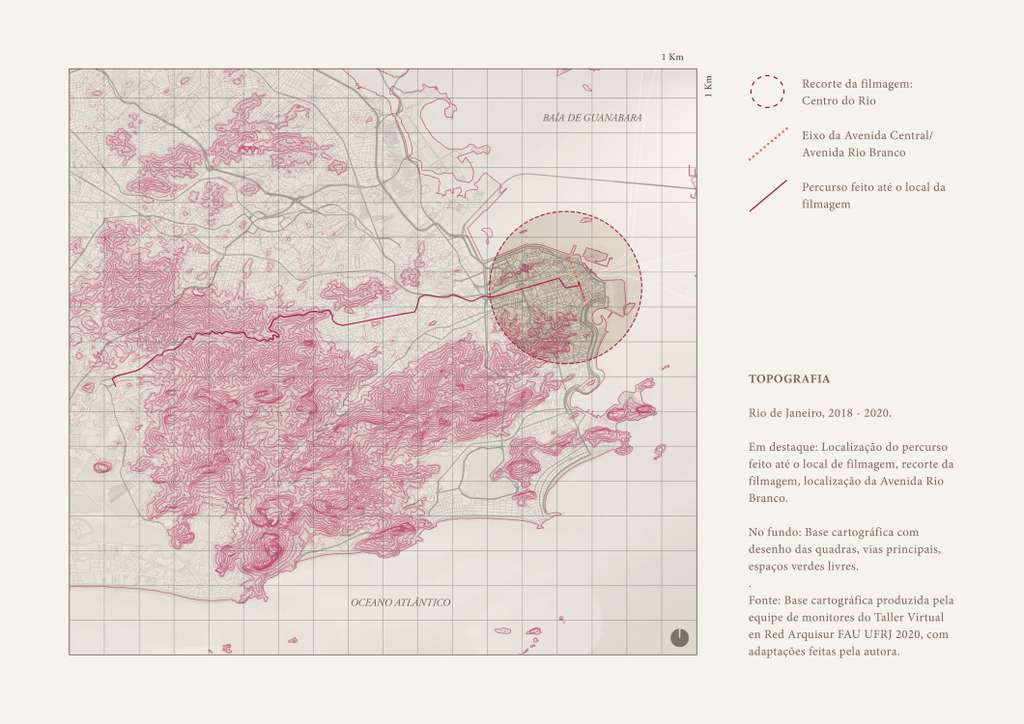 1 Km
1 Km
BAÍA DE GUANABARA
OCEANO ATLÂNTICO
Recorte da filmagem:
Centro do Rio
Eixo da Avenida Central/
Avenida Rio Branco
Percurso feito até o local da
filmagem
TOPOGRAFIA
Rio de Janeiro, 2018 - 2020.
Em destaque: Localização do percurso
feito até o local de filmagem, recorte da
filmagem, localização da Avenida Rio
Branco.
No fundo: Base cartográfica com
desenho das quadras, vias principais,
espaços verdes livres.
.
Fonte: Base cartográfica produzida pela
equipe de monitores do Taller Virtual
en Red Arquisur FAU UFRJ 2020, com
adaptações feitas pela autora.